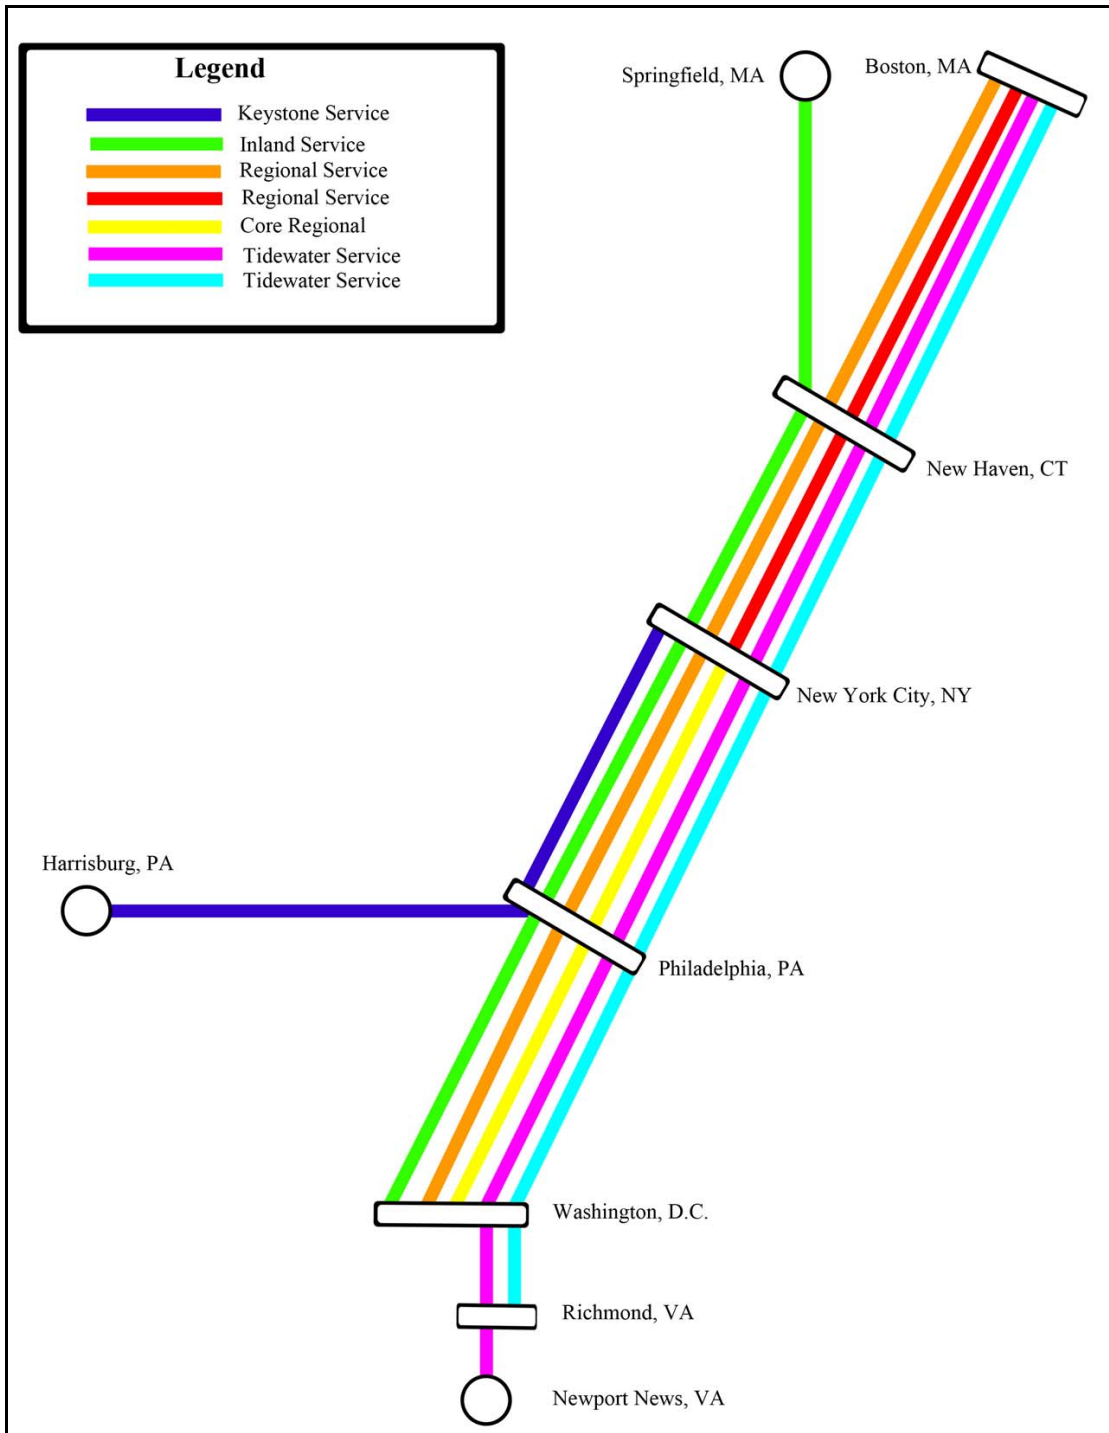 Legend
Keystone Service
Inland Service
Regional Service
Regional Service
Core Regional
Tidewater Service
Tidewater Service
Springfield, MA
Boston, MA
New Haven, CT
New York City, NY
Harrisburg, PA
Philadelphia, PA
Washington, D.C.
Richmond, VA
Newport News, VA